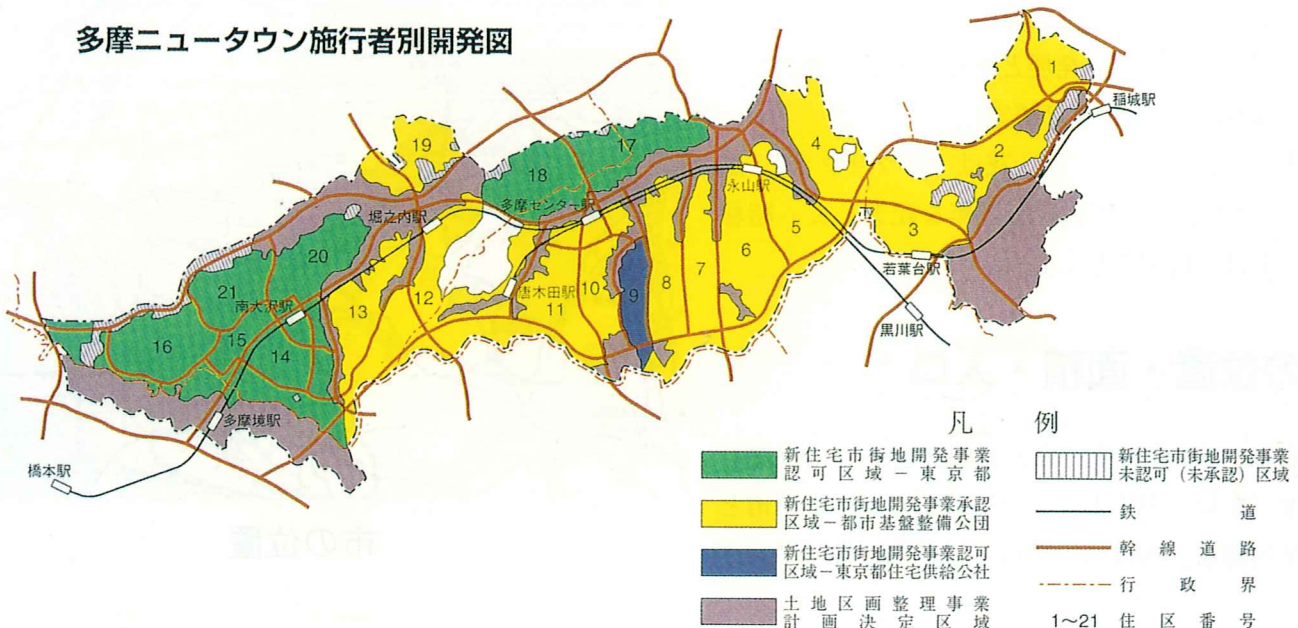 多摩ニュータウン施行者別開発図
1
稲城駅
19
4
2
17
18
永山駅
多摩センター駅
堀之内駅
5
3
20
6
若葉台駅
7
21
13
12
唐木田駅
10
9
8
南大沢駅
11
黒川駅
16
15
14
多摩境駅
橋本駅
凡 例
新住宅市街地開発事業
認可区域－東京都
新住宅市街地開発事業承認
区域－都市基盤整備公団
新住宅市街地開発事業認可
区域－東京都住宅供給公社
土地区画整理事業
計画決定区域
新住宅市街地開発事業
未認可（未承認）区域
鉄道
幹線道路
行政界
1～21 住区番号